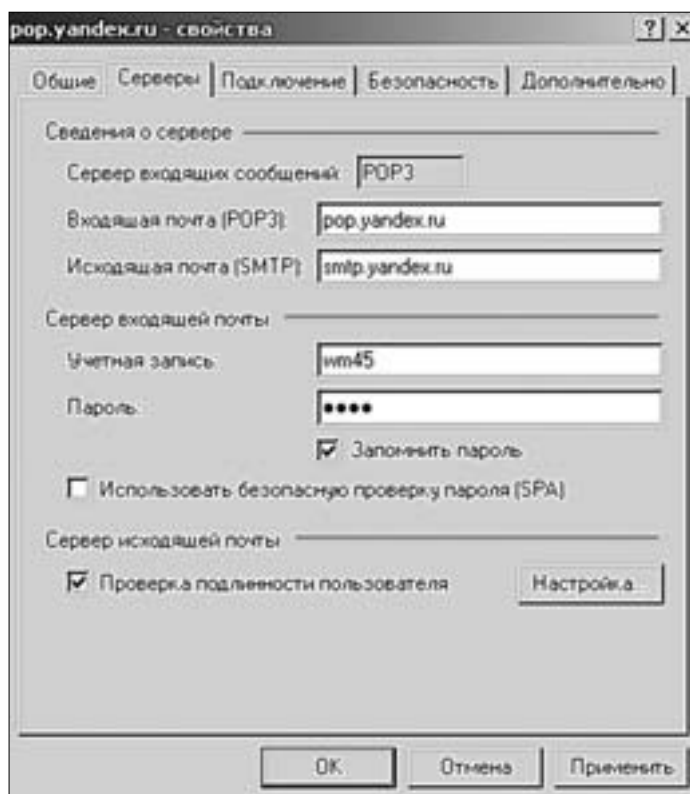 pop.yandex.ru - свойства
Общие Серверы Подключение Безопасность Дополнительно
Сведения о сервере
Сервер входящих сообщений POP3
Входящая почта (POP3): pop.yandex.ru
Исходящая почта (SMTP): smtp.yandex.ru
Сервер входящей почты
Учетная запись: wm45
Пароль: ●●●●
Запомнить пароль
Использовать безопасную проверку пароля (SPA)
Сервер исходящей почты
Проверка подлинности пользователя Настройка...
ОК Отмена Применить